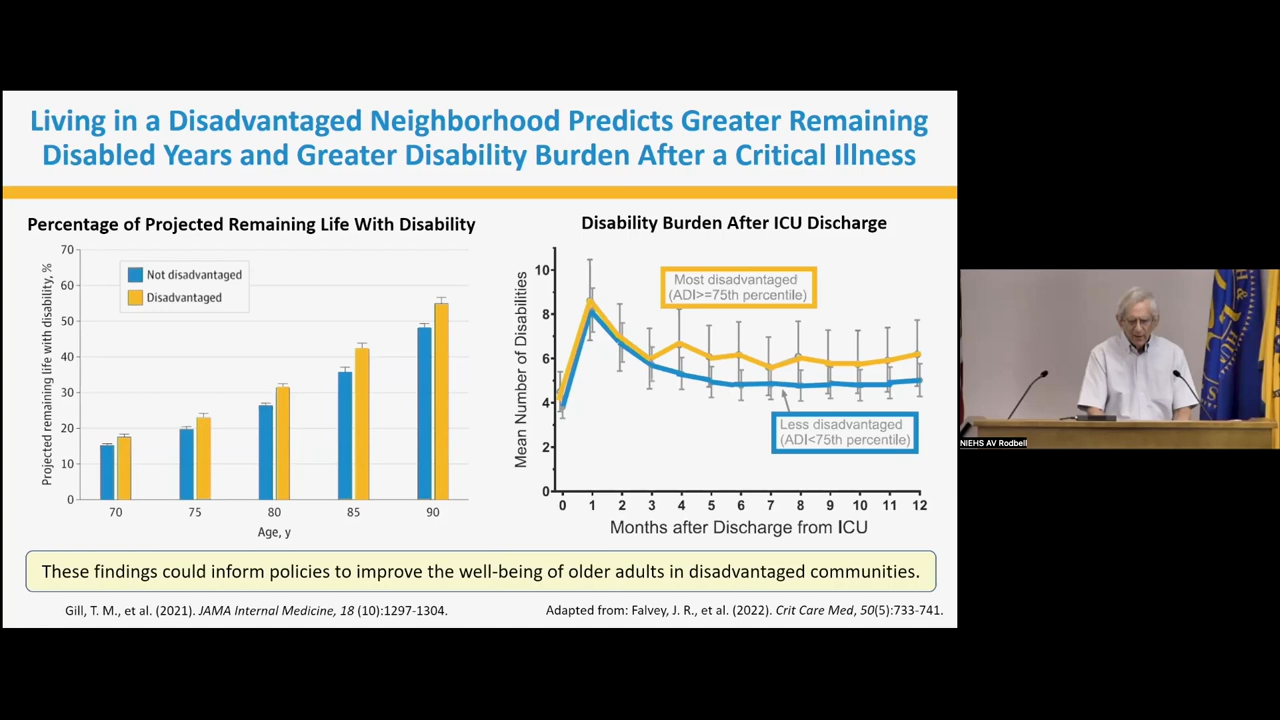 Living in a Disadvantaged Neighborhood Predicts Greater Remaining
Disabled Years and Greater Disability Burden After a Critical Illness
Percentage of Projected Remaining Life With Disability
Projected remaining life with disability, %
70
60
50
40
30
20
10
0
Not disadvantaged
Disadvantaged
70 75 80 85 90
Age, y
Disability Burden After ICU Discharge
Mean Number of Disabilities
10
8
6
4
2
0
Most disadvantaged
(ADI>=75th percentile)
Less disadvantaged
(ADI<75th percentile)
0 1 2 3 4 5 6 7 8 9 10 11 12
Months after Discharge from ICU
These findings could inform policies to improve the well-being of older adults in disadvantaged communities.
Gill, T. M., et al. (2021). JAMA Internal Medicine, 18 (10):1297-1304.
Adapted from: Falvey, J. R., et al. (2022). Crit Care Med, 50(5):733-741.
NIEHS AV Rodbell